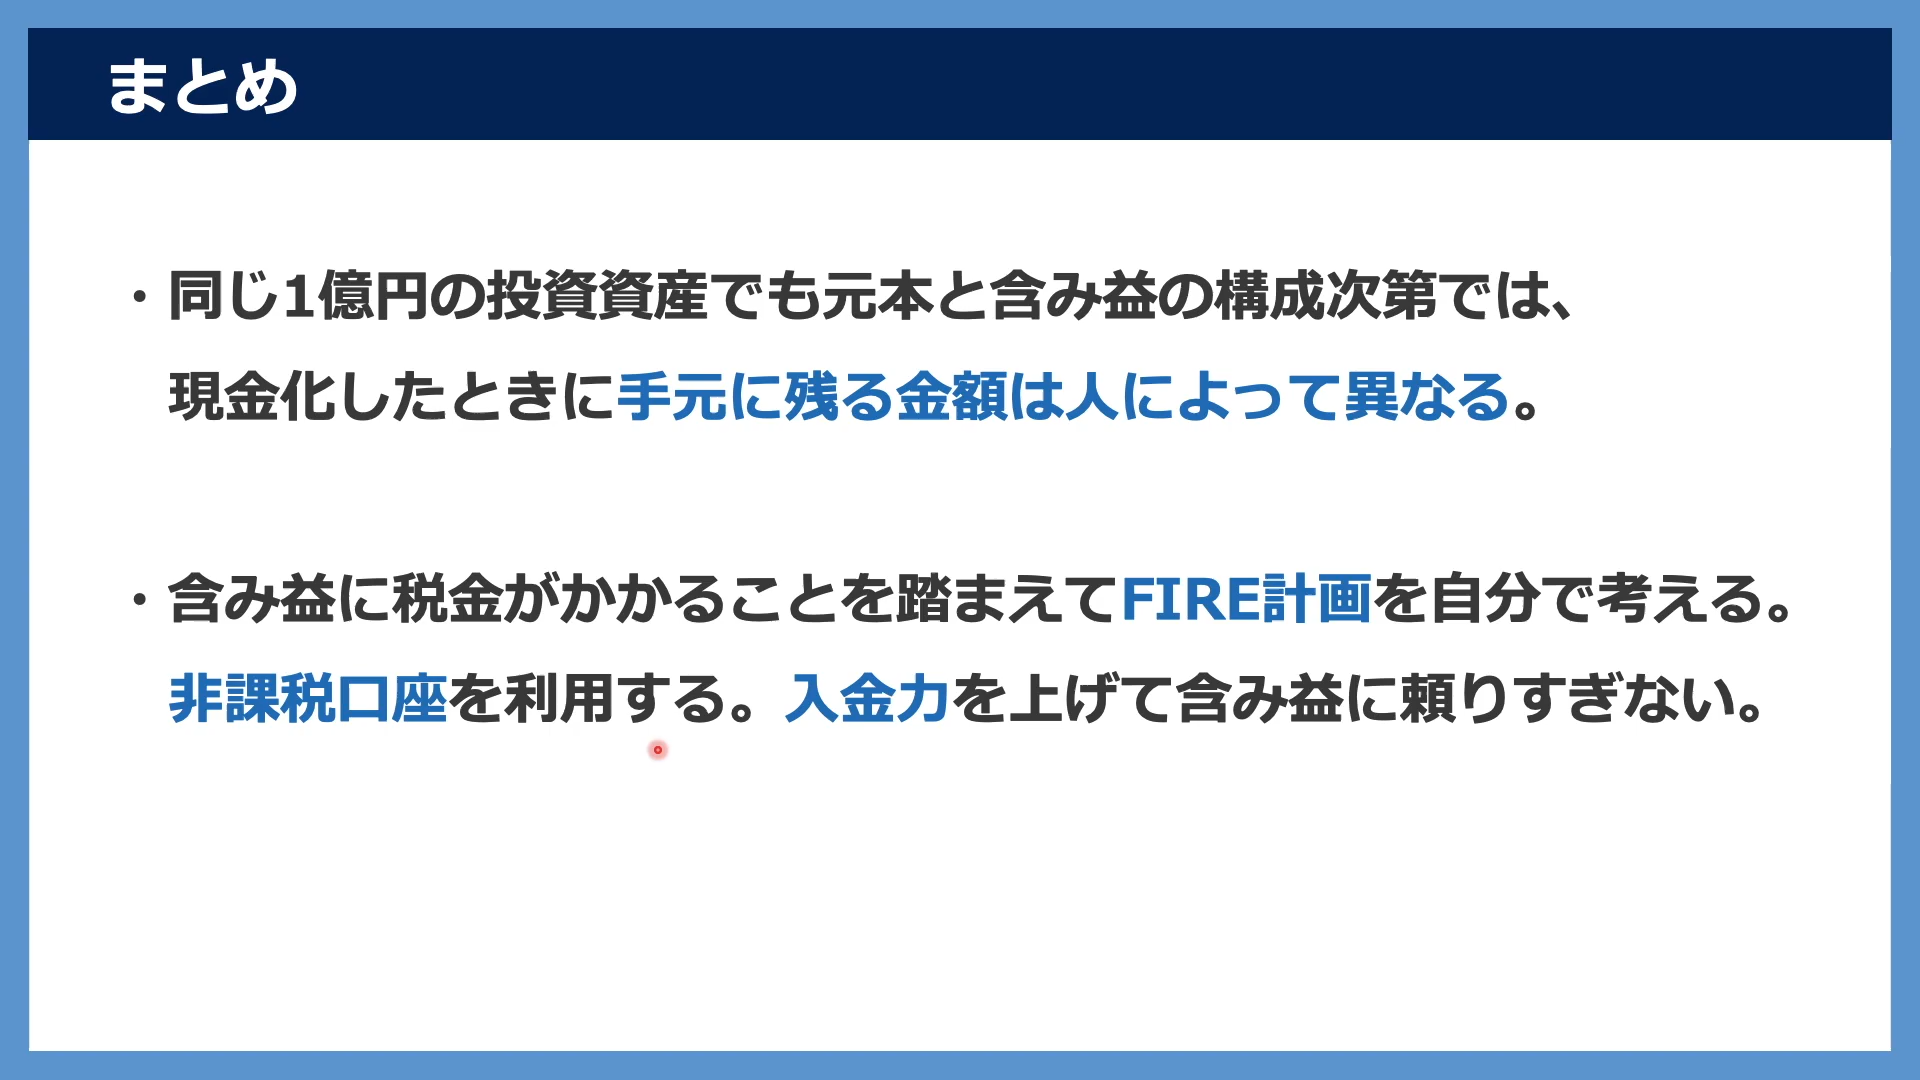 まとめ
・同じ1億円の投資資産でも元本と含み益の構成次第では、
現金化したときに手元に残る金額は人によって異なる。
・含み益に税金がかかることを踏まえてFIRE計画を自分で考える。
非課税口座を利用する。入金力を上げて含み益に頼りすぎない。